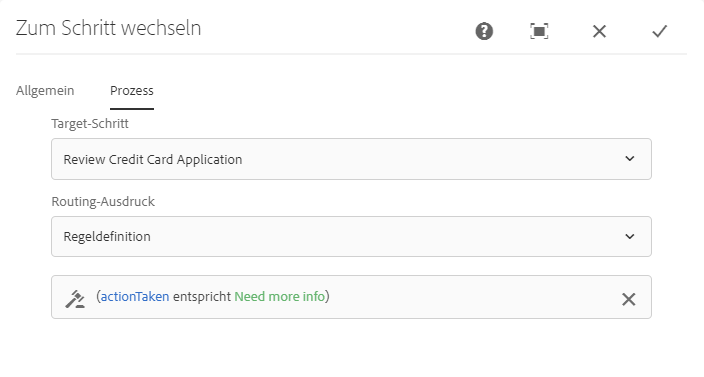 Zum Schritt wechseln
Allgemein Prozess
Target-Schritt
Review Credit Card Application
Routing-Ausdruck
Regeldefinition
(actionTaken entspricht Need more info)